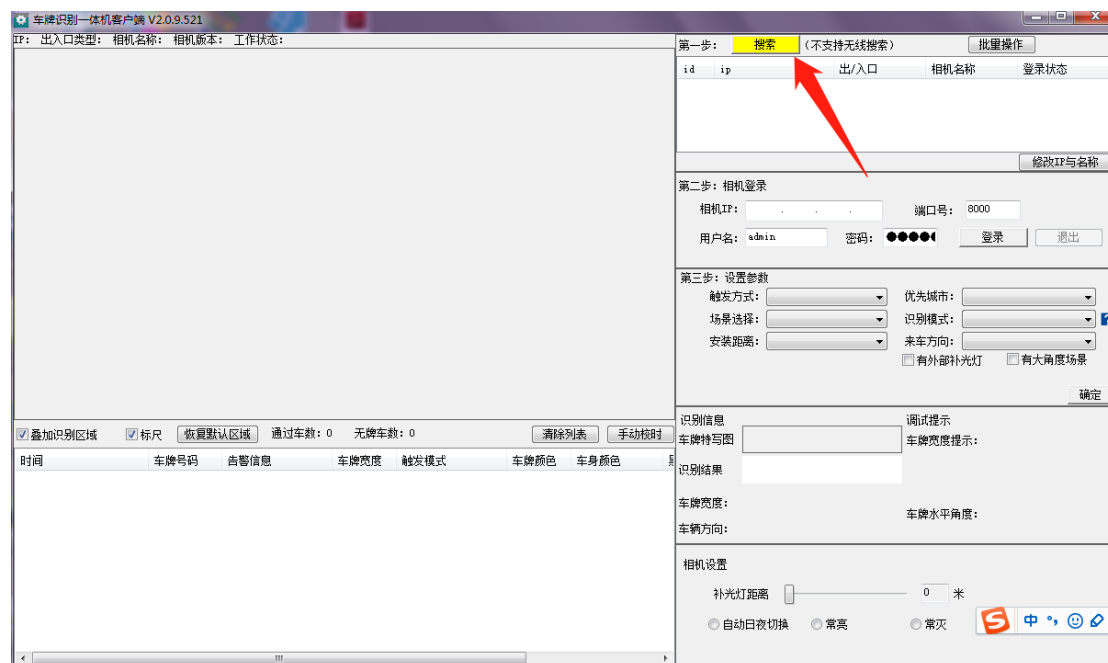 车牌识别一体机客户端 V2.0.9.521
IP: 出入口类型: 相机名称: 相机版本: 工作状态:
第一步: 搜索 (不支持无线搜索) 批里操作
id ip 出/入口 相机名称 登录状态
修改IP与名称
第二步: 相机登录
相机IP: . . . 端口号: 8000
用户名: admin 密码: 登录 退出
第三步: 设置参数
触发方式: 优先城市:
场景选择: 识别模式:
安装距离: 来车方向:
有外部补光灯 有大角度场景
确定
叠加识别区域 标尺 恢复默认区域 通过车数: 0 无牌车数: 0 清除列表 手动校时
时间 车牌号码 告警信息 车牌宽度 触发模式 车牌颜色 车身颜色
识别信息 调试提示
车牌特写图 车牌宽度提示:
识别结果
车牌宽度:
车牌水平角度:
车辆方向:
相机设置
补光灯距离 0 米
自动日夜切换 常亮 常灭
中